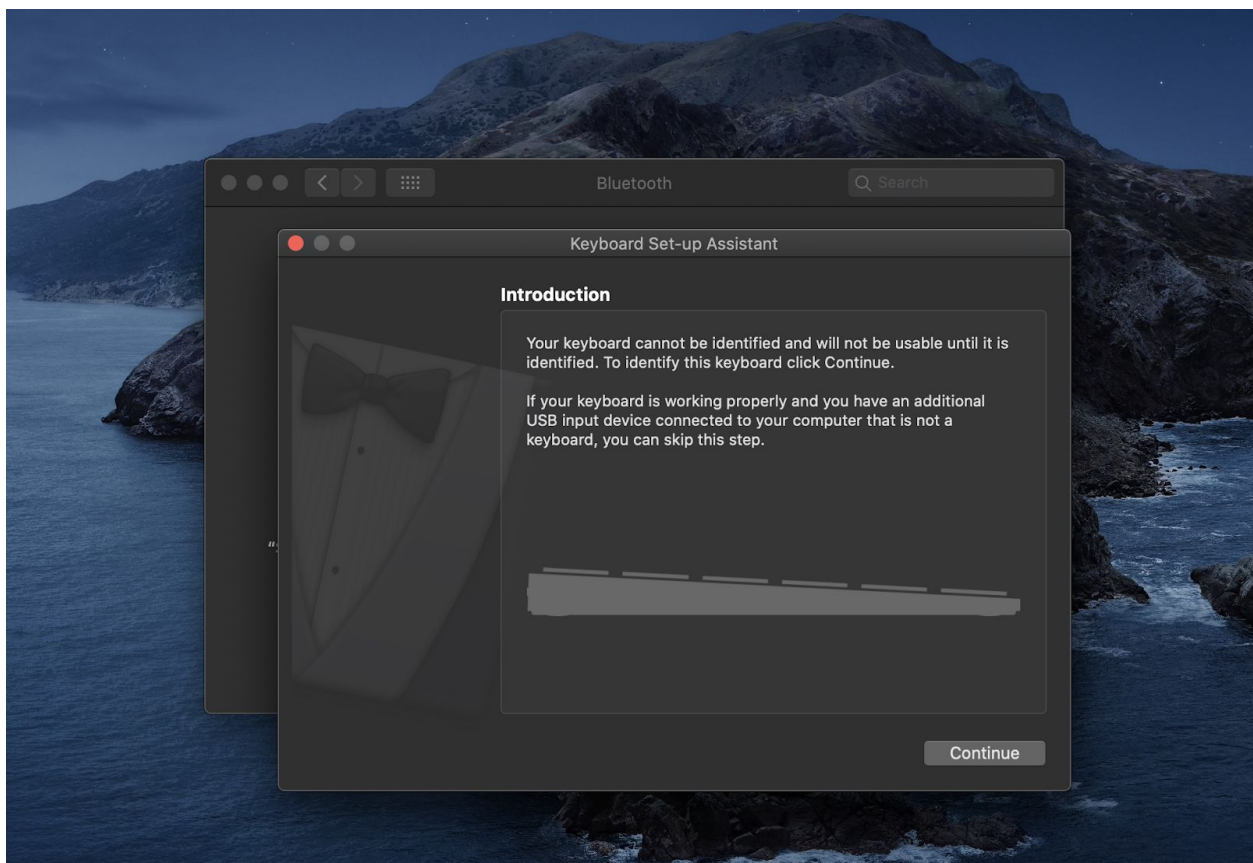 Bluetooth
Search
Keyboard Set-up Assistant
Introduction
Your keyboard cannot be identified and will not be usable until it is
identified. To identify this keyboard click Continue.
If your keyboard is working properly and you have an additional
USB input device connected to your computer that is not a
keyboard, you can skip this step.
Continue